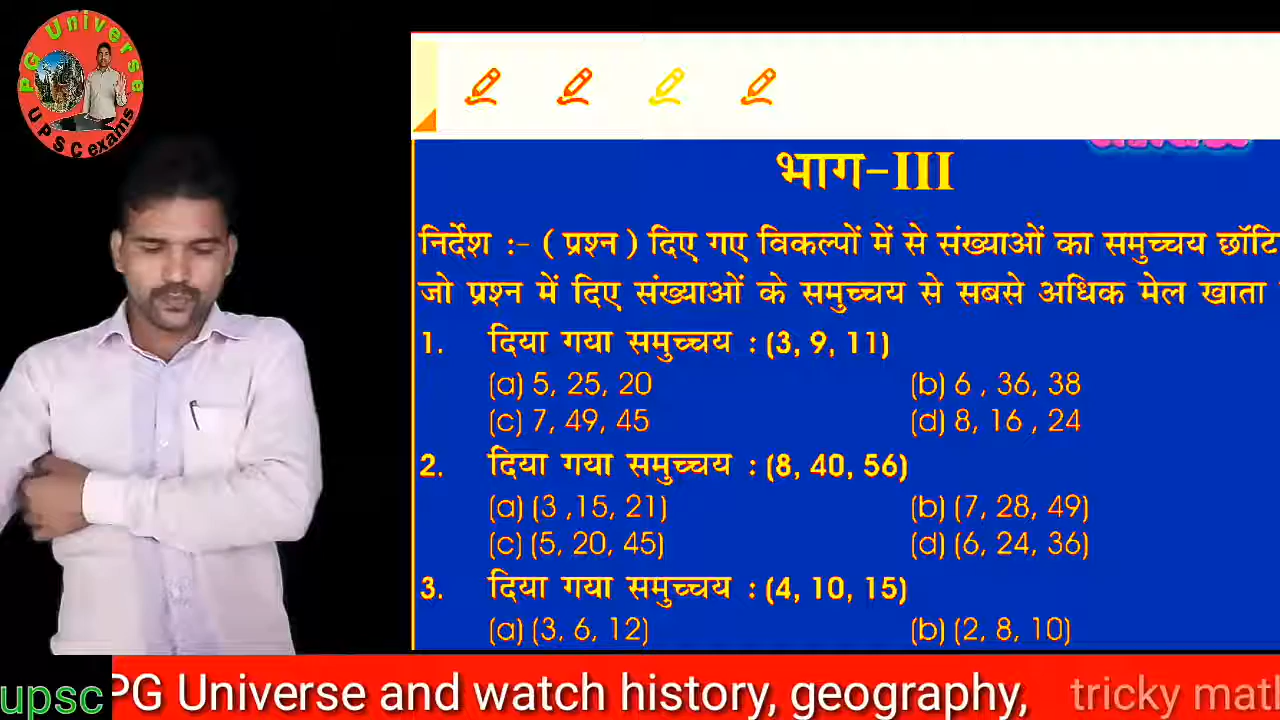 PG Universe
UPSC exams
भाग-III
निर्देश :- ( प्रश्न ) दिए गए विकल्पों में से संख्याओं का समुच्चय छाँटि
जो प्रश्न में दिए संख्याओं के समुच्चय से सबसे अधिक मेल खाता
1. दिया गया समुच्चय : (3, 9, 11)
(a) 5, 25, 20 (b) 6 , 36, 38
(c) 7, 49, 45 (d) 8, 16 , 24
2. दिया गया समुच्चय : (8, 40, 56)
(a) (3 ,15, 21) (b) (7, 28, 49)
(c) (5, 20, 45) (d) (6, 24, 36)
3. दिया गया समुच्चय : (4, 10, 15)
(a) (3, 6, 12) (b) (2, 8, 10)
upsc PG Universe and watch history, geography, tricky mat